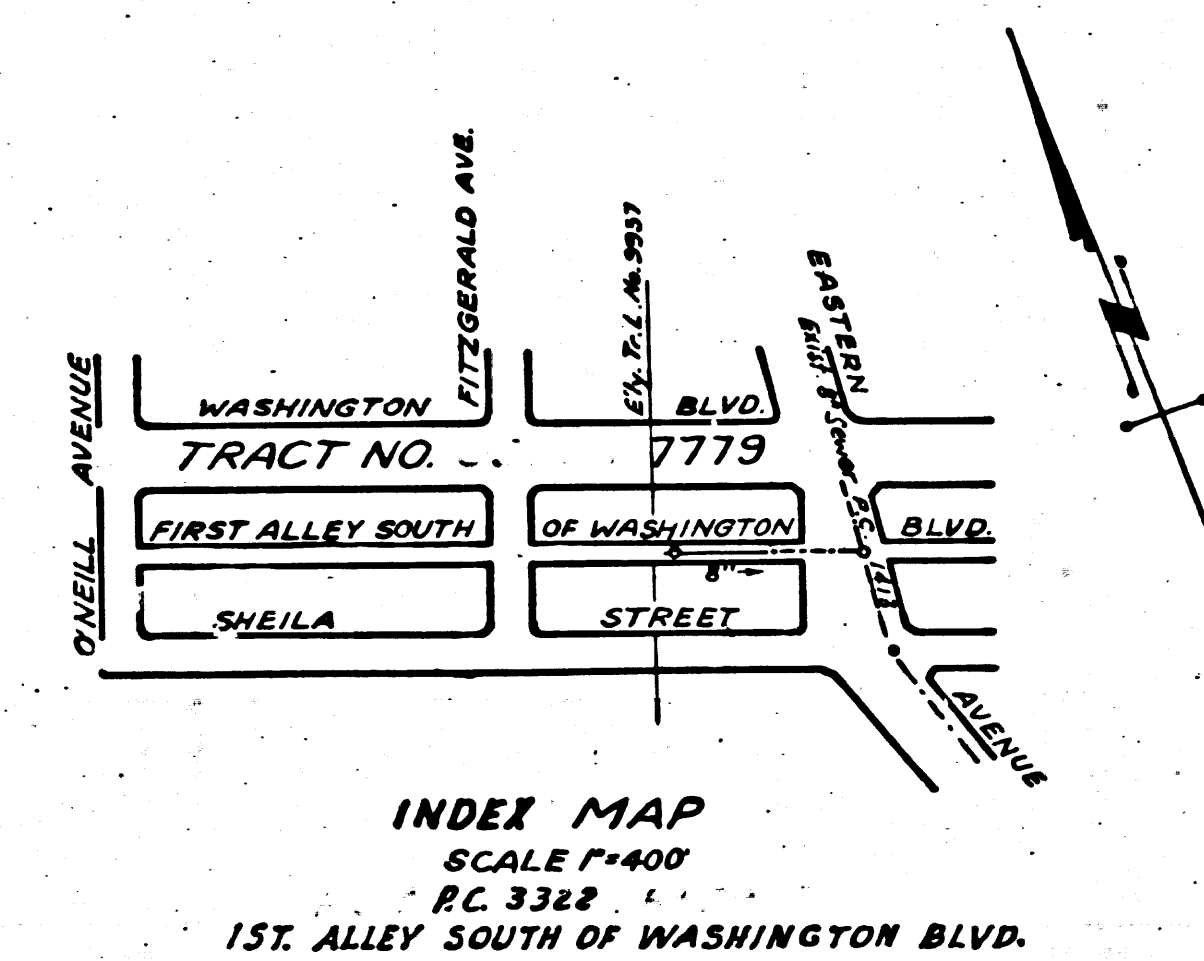 FITZGERALD AVE.
E'ly. Tr. L. No. 9957
EASTERN
Exist. 8" Sewer P.C. 1413
O'NEILL AVENUE
WASHINGTON BLVD.
TRACT NO. 7779
FIRST ALLEY SOUTH OF WASHINGTON BLVD.
8"
SHEILA STREET
AVENUE
INDEX MAP
SCALE 1"=400'
P.C. 3322
1ST. ALLEY SOUTH OF WASHINGTON BLVD.